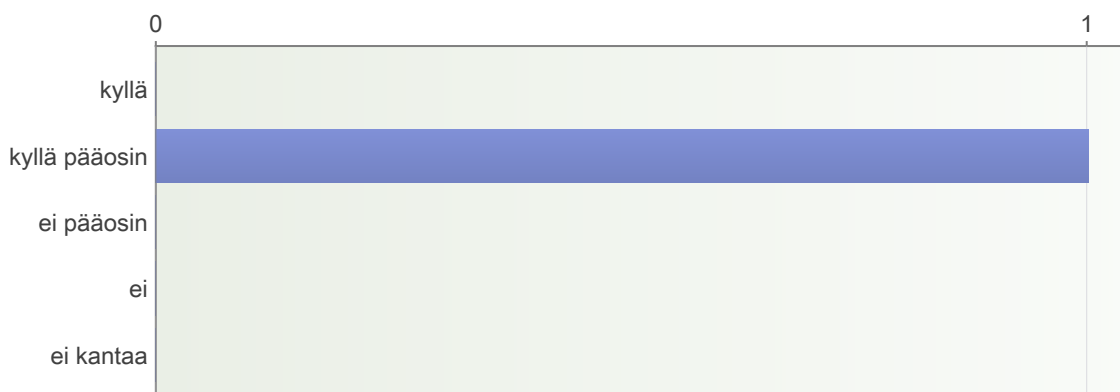 0 1
kyllä
kyllä pääosin
ei pääosin
ei
ei kantaa